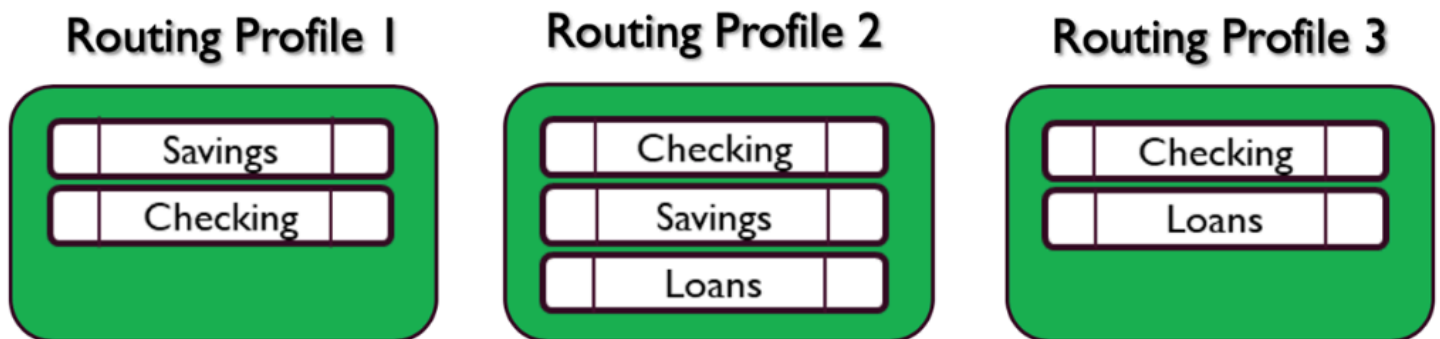 Routing Profile 1
Savings
Checking
Routing Profile 2
Checking
Savings
Loans
Routing Profile 3
Checking
Loans